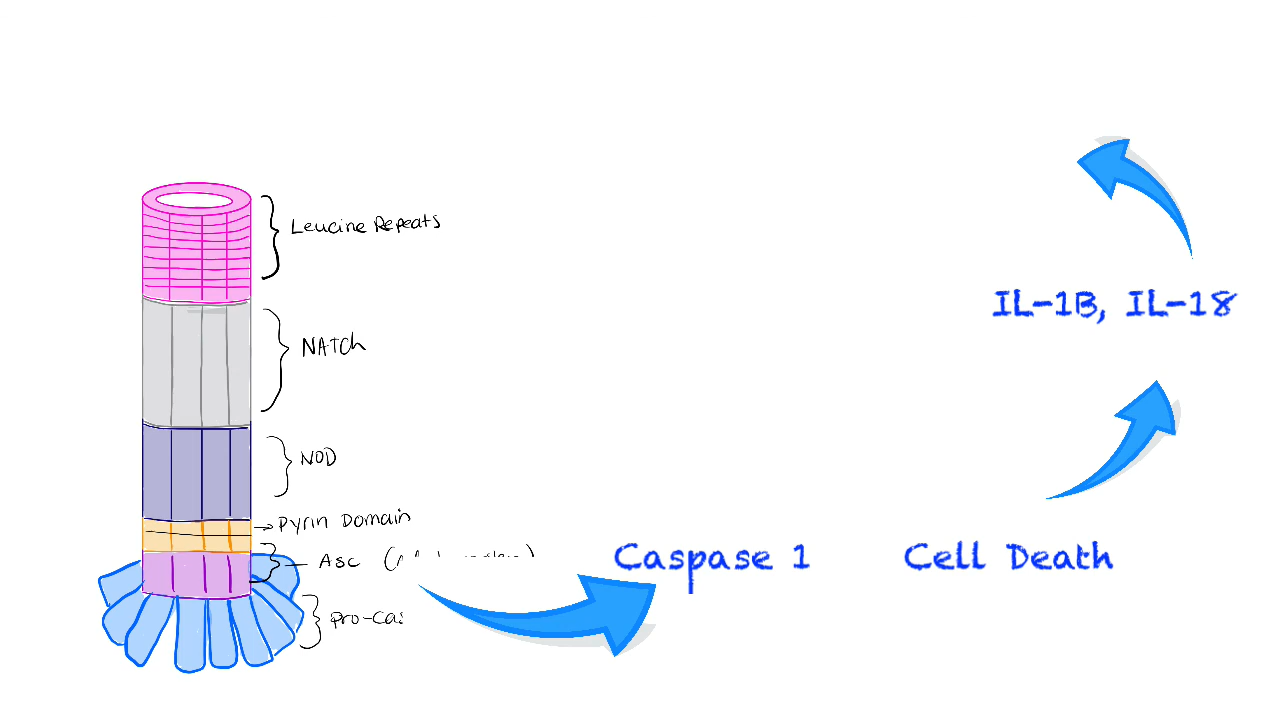 Leucine Repeats
NATCh
NOD
Pyrin Domain
Asc
pro-cas
Caspase 1
Cell Death
IL-1B, IL-18